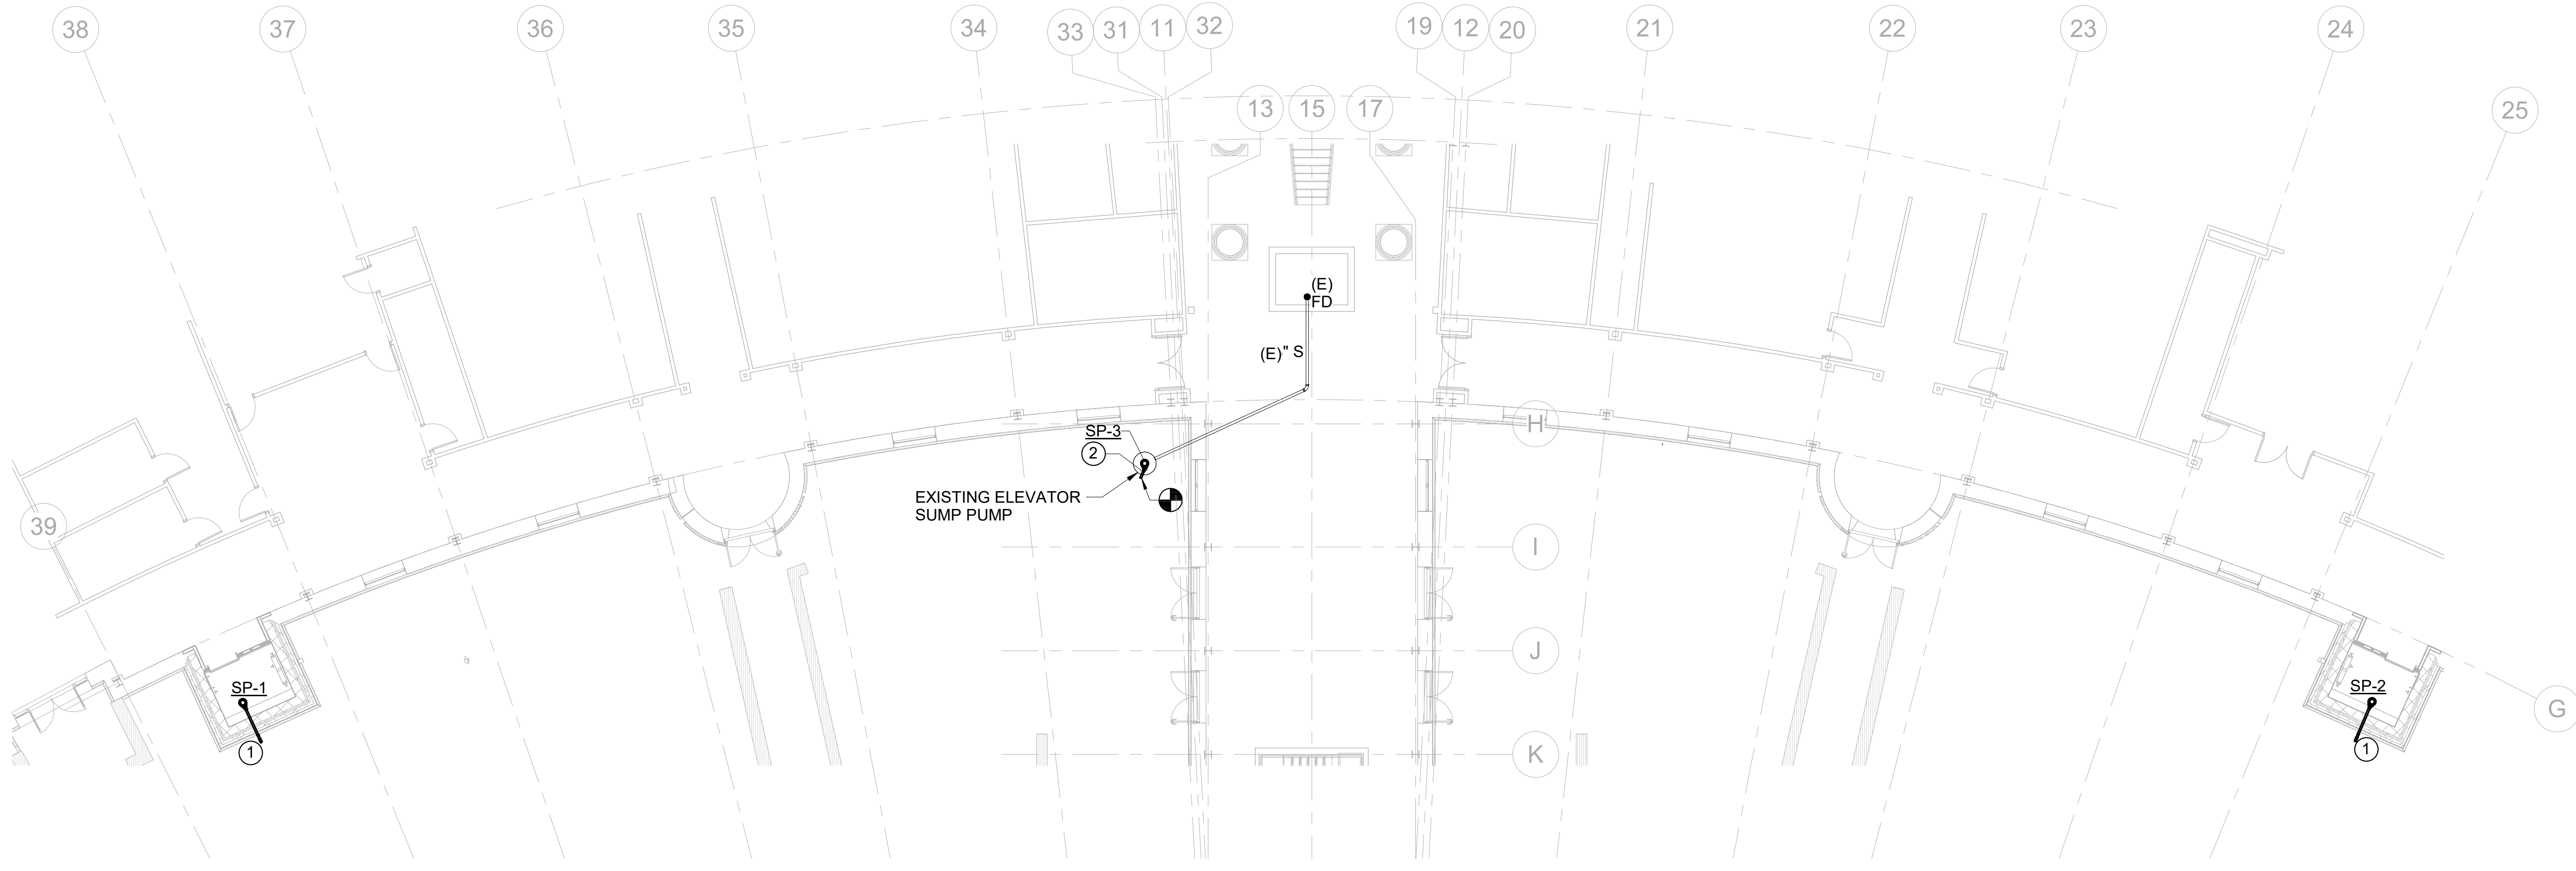 38
37
36
35
34
33
31
11
32
19
12
20
21
22
23
24
25
13
15
17
(E)
FD
(E)" S
SP-3
2
H
EXISTING ELEVATOR
SUMP PUMP
39
I
J
SP-1
1
K
SP-2
1
G